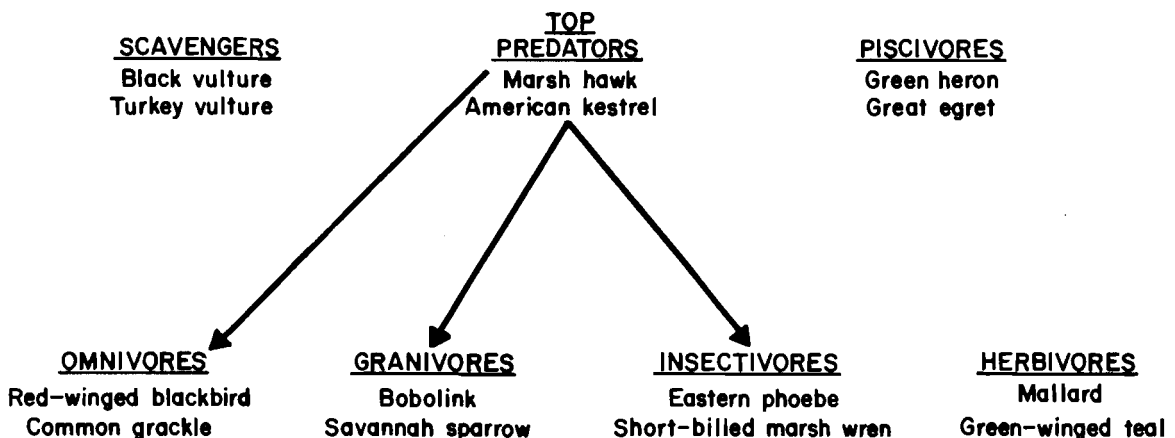 SCAVENGERS
Black vulture
Turkey vulture
TOP
PREDATORS
Marsh hawk
American kestrel
PISCIVORES
Green heron
Great egret
OMNIVORES
Red-winged blackbird
Common grackle
GRANIVORES
Bobolink
Savannah sparrow
INSECTIVORES
Eastern phoebe
Short-billed marsh wren
HERBIVORES
Mallard
Green-winged teal